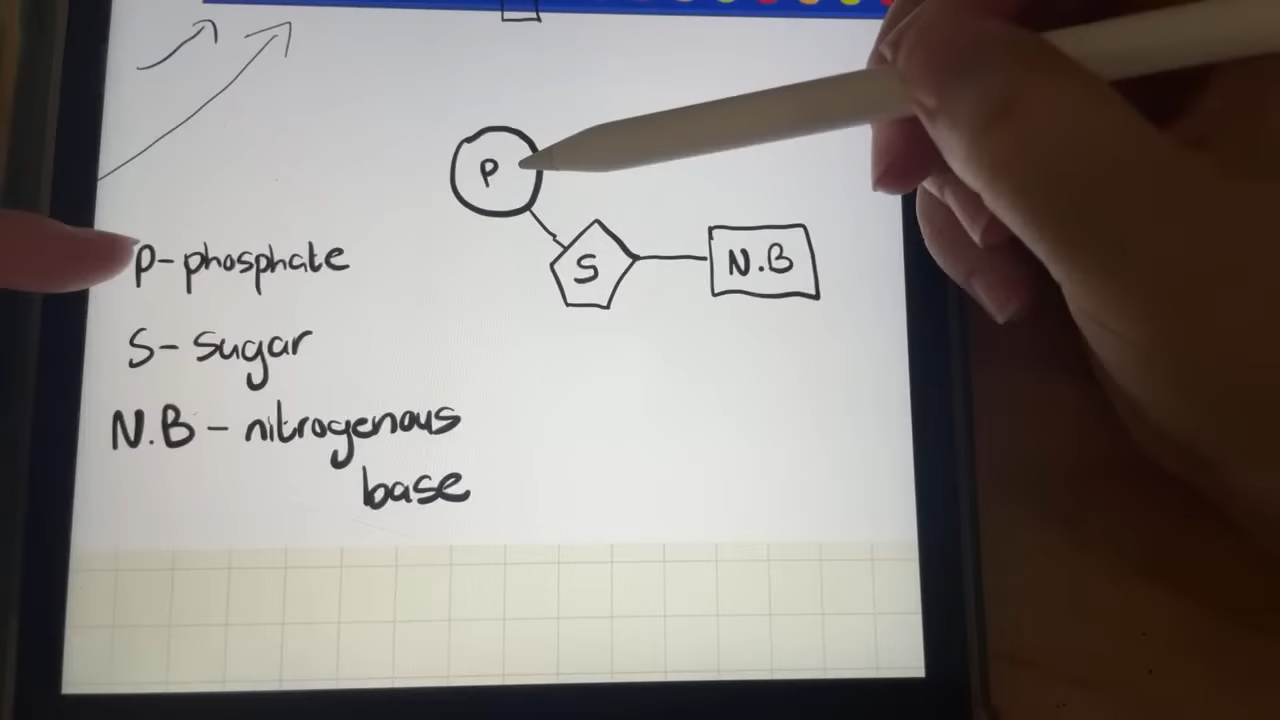 P
S
N.B
P-phosphate
S- sugar
N.B - nitrogenous
base